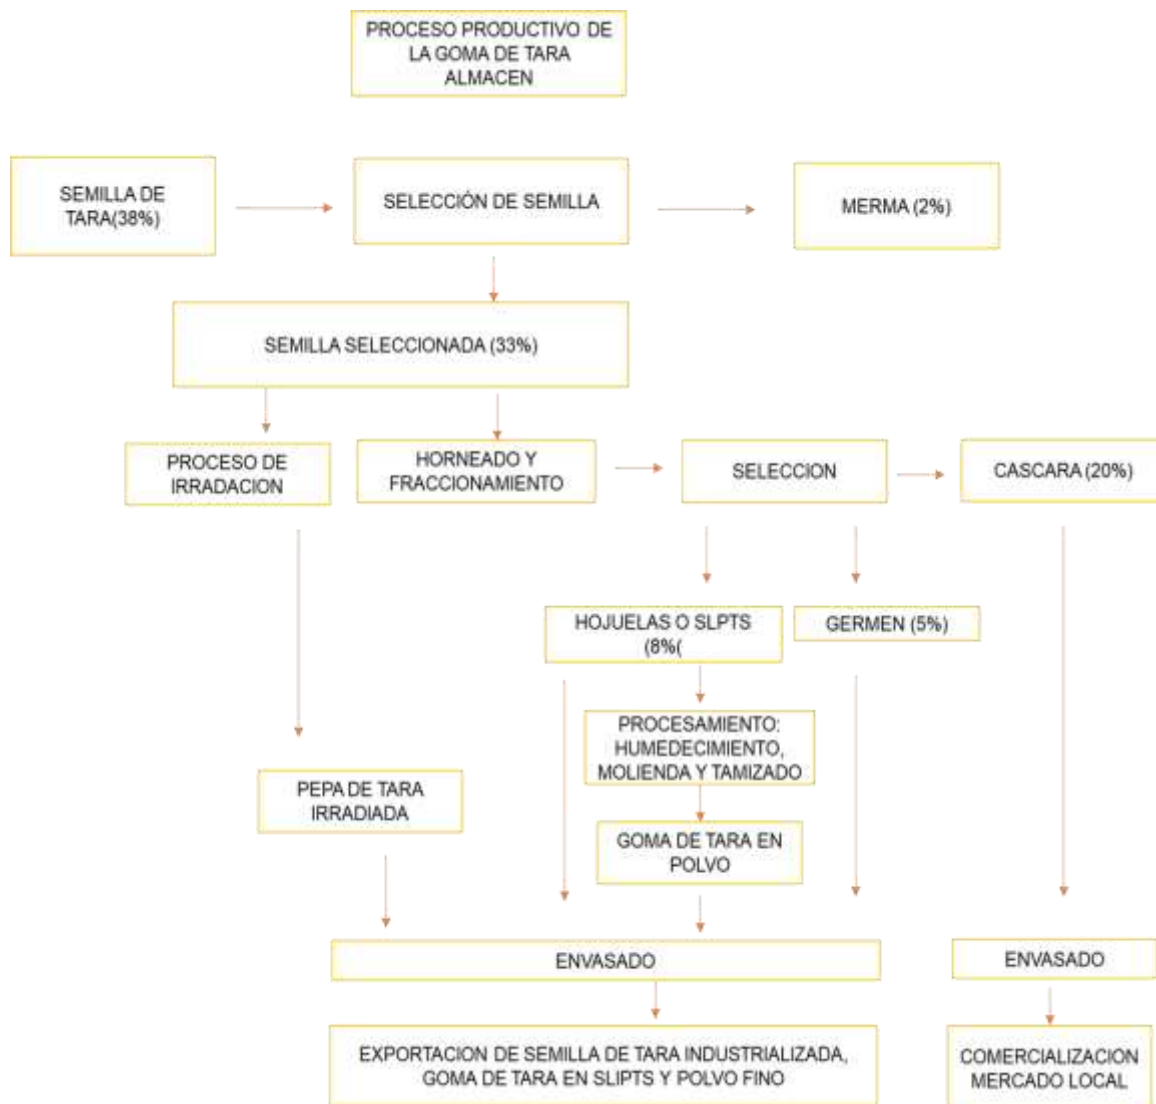 PROCESO PRODUCTIVO DE
LA GOMA DE TARA
ALMACEN
SEMILLA DE
TARA(38%)
SELECCIÓN DE SEMILLA
MERMA (2%)
SEMILLA SELECCIONADA (33%)
PROCESO DE
IRRADACION
HORNEADO Y
FRACCIONAMIENTO
SELECCION
CASCARA (20%)
HOJUELAS O SLPTS
(8%(
GERMEN (5%)
PROCESAMIENTO:
HUMEDECIMIENTO,
MOLIENDA Y TAMIZADO
PEPA DE TARA
IRRADIADA
GOMA DE TARA EN
POLVO
ENVASADO
ENVASADO
EXPORTACION DE SEMILLA DE TARA INDUSTRIALIZADA,
GOMA DE TARA EN SLIPTS Y POLVO FINO
COMERCIALIZACION
MERCADO LOCAL